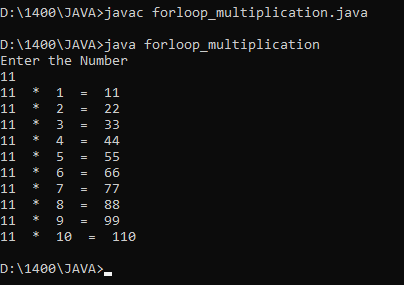 D:\1400\JAVA>javac forloop_multiplication.java
D:\1400\JAVA>java forloop_multiplication
Enter the Number
11
11  *  1  =  11
11  *  2  =  22
11  *  3  =  33
11  *  4  =  44
11  *  5  =  55
11  *  6  =  66
11  *  7  =  77
11  *  8  =  88
11  *  9  =  99
11  *  10  =  110
D:\1400\JAVA>